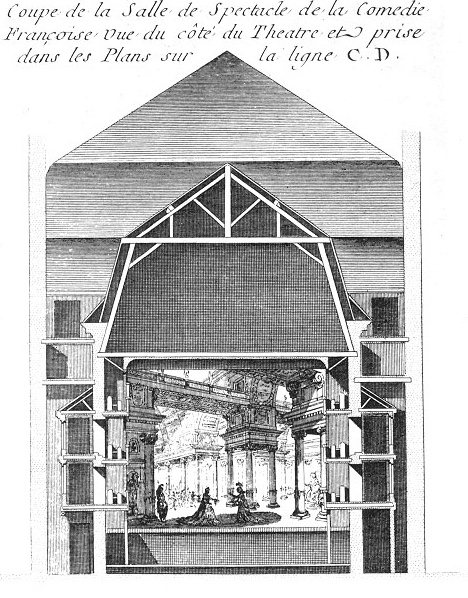 Coupe de la Salle de Spectacle de la Comedie
Françoise vue du côté du Theatre et prise
dans les Plans sur la ligne C.D.